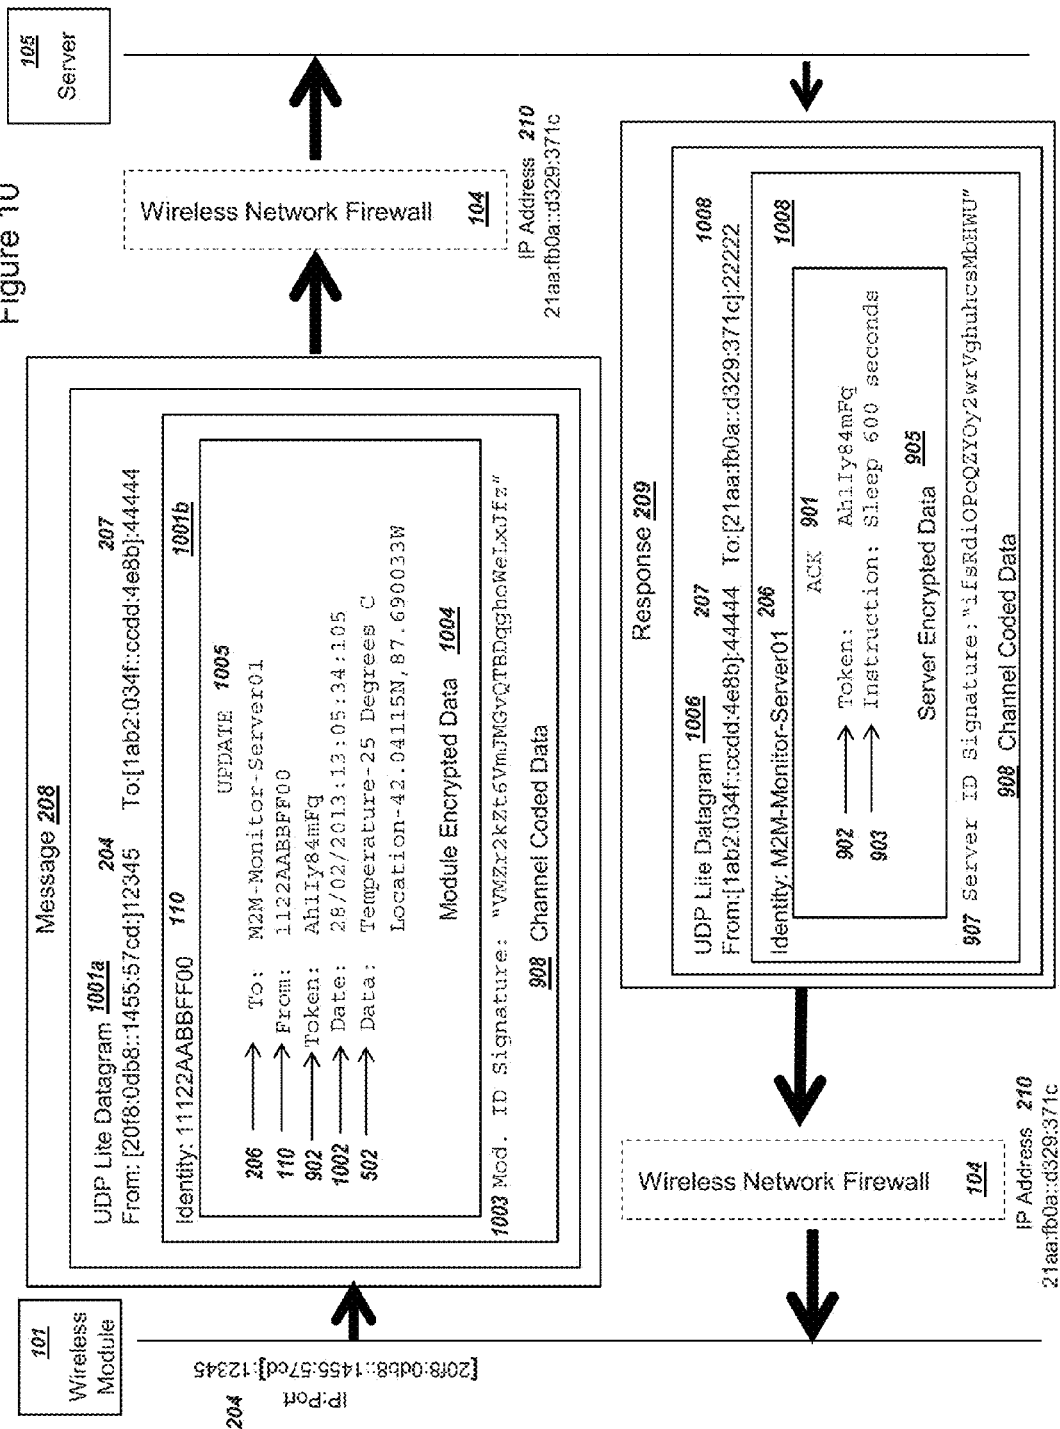 Figure 10
101
Wireless
Module
105
Server
Message 208
UDP Lite Datagram 1001a 204 207
From: [20f8:0db8::1455:57cd:]12345 To:[1ab2:034f::ccdd:4e8b]:44444
Identity: 11122AABBFF00 110 1001b
UPDATE 1005
206 To: M2M-Monitor-Server01
110 From: 1122AABBFF00
902 Token: AhlIy84mFq
1002 Date: 28/02/2013:13:05:34:105
502 Data: Temperature-25 Degrees C
Location-42.04115N,87.690033W
Module Encrypted Data 1004
1003 Mod. ID Signature: "VMZr2kZt6VmJMGvQTBDqghoWeLxJfz"
908 Channel Coded Data
Wireless Network Firewall 104
IP Address 210
21aa:fb0a::d329:371c
204
IP:Port
[20f8:0db8::1455:57cd]:12345
Response 209
UDP Lite Datagram 1006 207 1008
From:[1ab2:034f::ccdd:4e8b]:44444 To:[21aa:fb0a::d329:371c]:22222
Identity: M2M-Monitor-Server01 206 1008
ACK 901
902 Token: AhlIy84mFq
903 Instruction: Sleep 600 seconds
Server Encrypted Data 905
907 Server ID Signature:"ifsRdiOPoQZYOy2wrVghuhcsMbHWU"
908 Channel Coded Data
Wireless Network Firewall 104
IP Address 210
21aa:fb0a::d329:371c